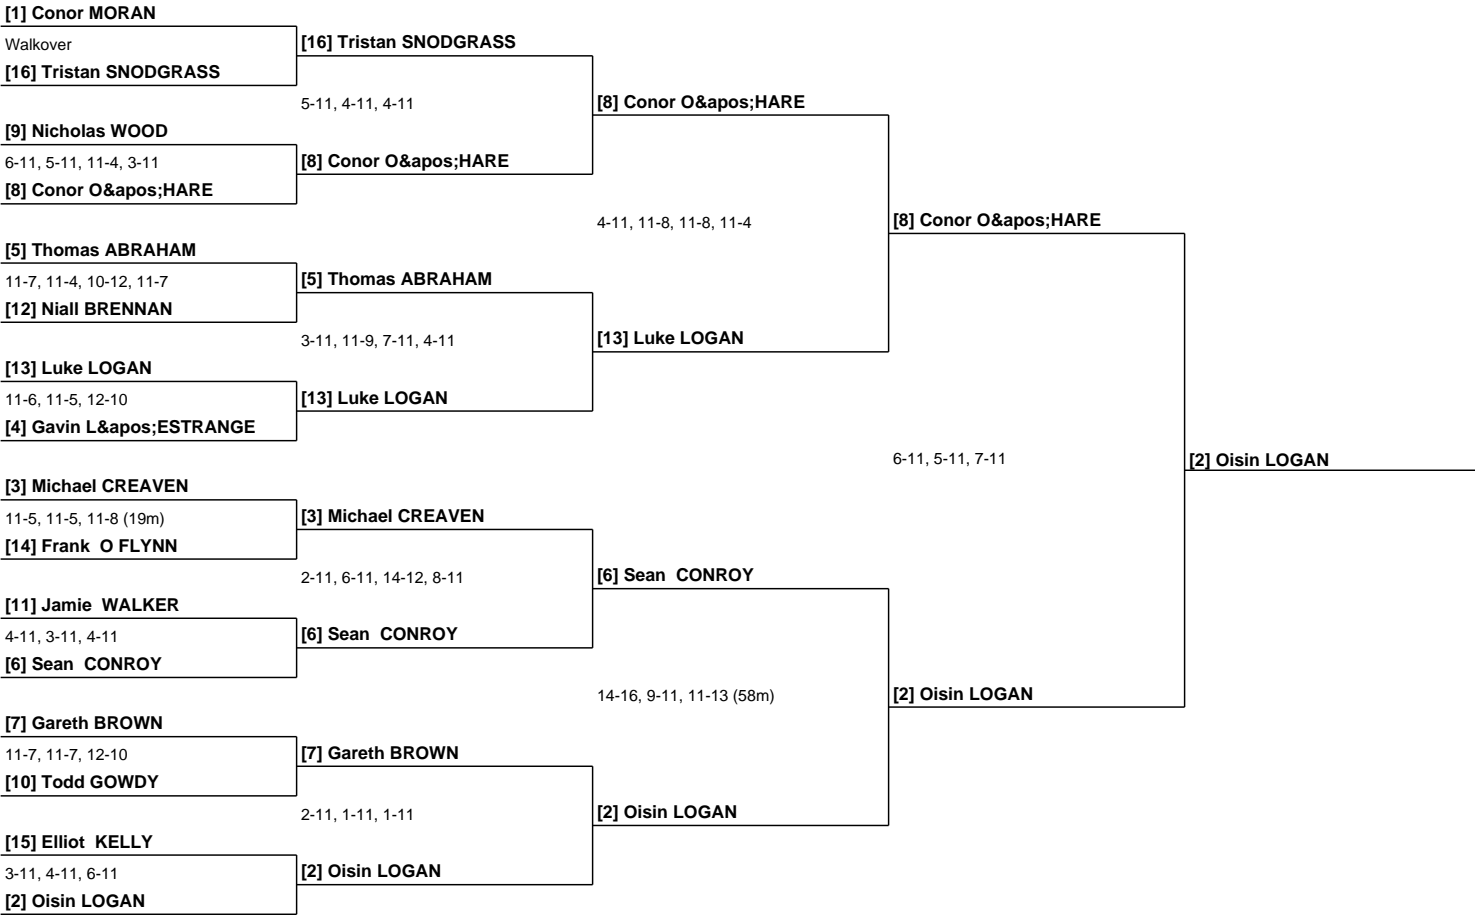 [1] Conor MORAN
Walkover
[16] Tristan SNODGRASS
[9] Nicholas WOOD
6-11, 5-11, 11-4, 3-11
[8] Conor O&apos;HARE
[5] Thomas ABRAHAM
11-7, 11-4, 10-12, 11-7
[12] Niall BRENNAN
[13] Luke LOGAN
11-6, 11-5, 12-10
[4] Gavin L&apos;ESTRANGE
[3] Michael CREAVEN
11-5, 11-5, 11-8 (19m)
[14] Frank  O FLYNN
[11] Jamie  WALKER
4-11, 3-11, 4-11
[6] Sean  CONROY
[7] Gareth BROWN
11-7, 11-7, 12-10
[10] Todd GOWDY
[15] Elliot  KELLY
3-11, 4-11, 6-11
[2] Oisin LOGAN
[16] Tristan SNODGRASS
5-11, 4-11, 4-11
[8] Conor O&apos;HARE
[5] Thomas ABRAHAM
3-11, 11-9, 7-11, 4-11
[13] Luke LOGAN
[3] Michael CREAVEN
2-11, 6-11, 14-12, 8-11
[6] Sean  CONROY
[7] Gareth BROWN
2-11, 1-11, 1-11
[2] Oisin LOGAN
[8] Conor O&apos;HARE
4-11, 11-8, 11-8, 11-4
[13] Luke LOGAN
[6] Sean  CONROY
14-16, 9-11, 11-13 (58m)
[2] Oisin LOGAN
[8] Conor O&apos;HARE
6-11, 5-11, 7-11
[2] Oisin LOGAN
[2] Oisin LOGAN